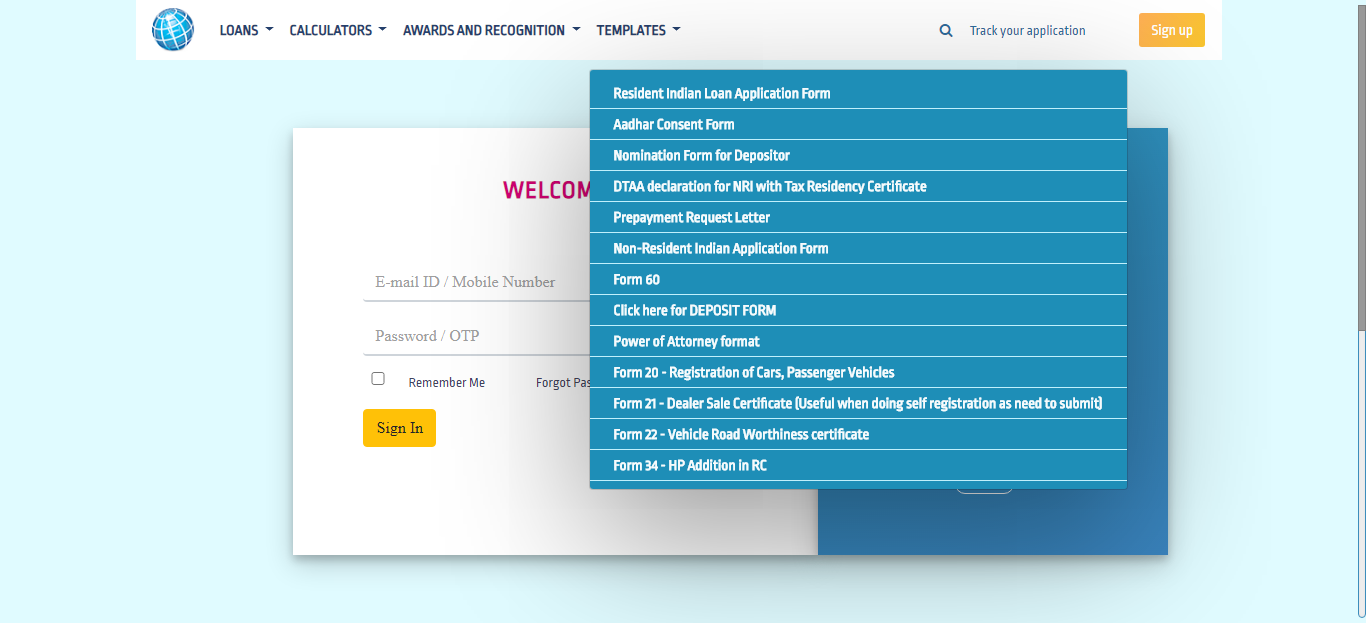 LOANS CALCULATORS AWARDS AND RECOGNITION TEMPLATES Track your application Sign up
Resident Indian Loan Application Form
Aadhar Consent Form
Nomination Form for Depositor
DTAA declaration for NRI with Tax Residency Certificate
Prepayment Request Letter
Non-Resident Indian Application Form
Form 60
Click here for DEPOSIT FORM
Power of Attorney format
Form 20 - Registration of Cars, Passenger Vehicles
Form 21 - Dealer Sale Certificate (Useful when doing self registration as need to submit)
Form 22 - Vehicle Road Worthiness certificate
Form 34 - HP Addition in RC
WELCOM
E-mail ID / Mobile Number
Password / OTP
Remember Me Forgot Pas
Sign In